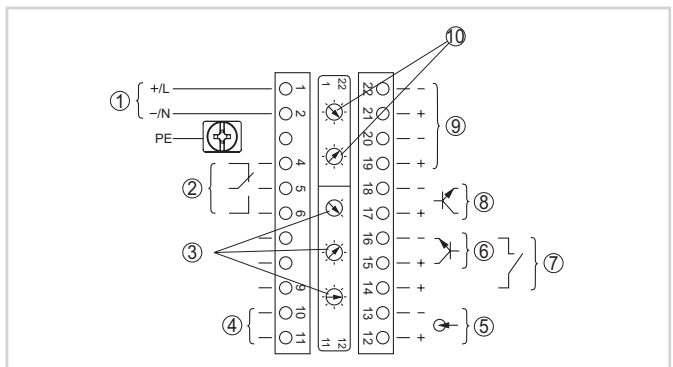 ⑩
① +/L 1 1 22 22 −
−/N 2 21 + ⑨
PE 20 −
4 19 +
② 5 18 − ⑧
6 17 +
16 − ⑥ ⑦
③ 15 +
9 14 +
④ 10 13 − ⑤
11 11 12 12 +